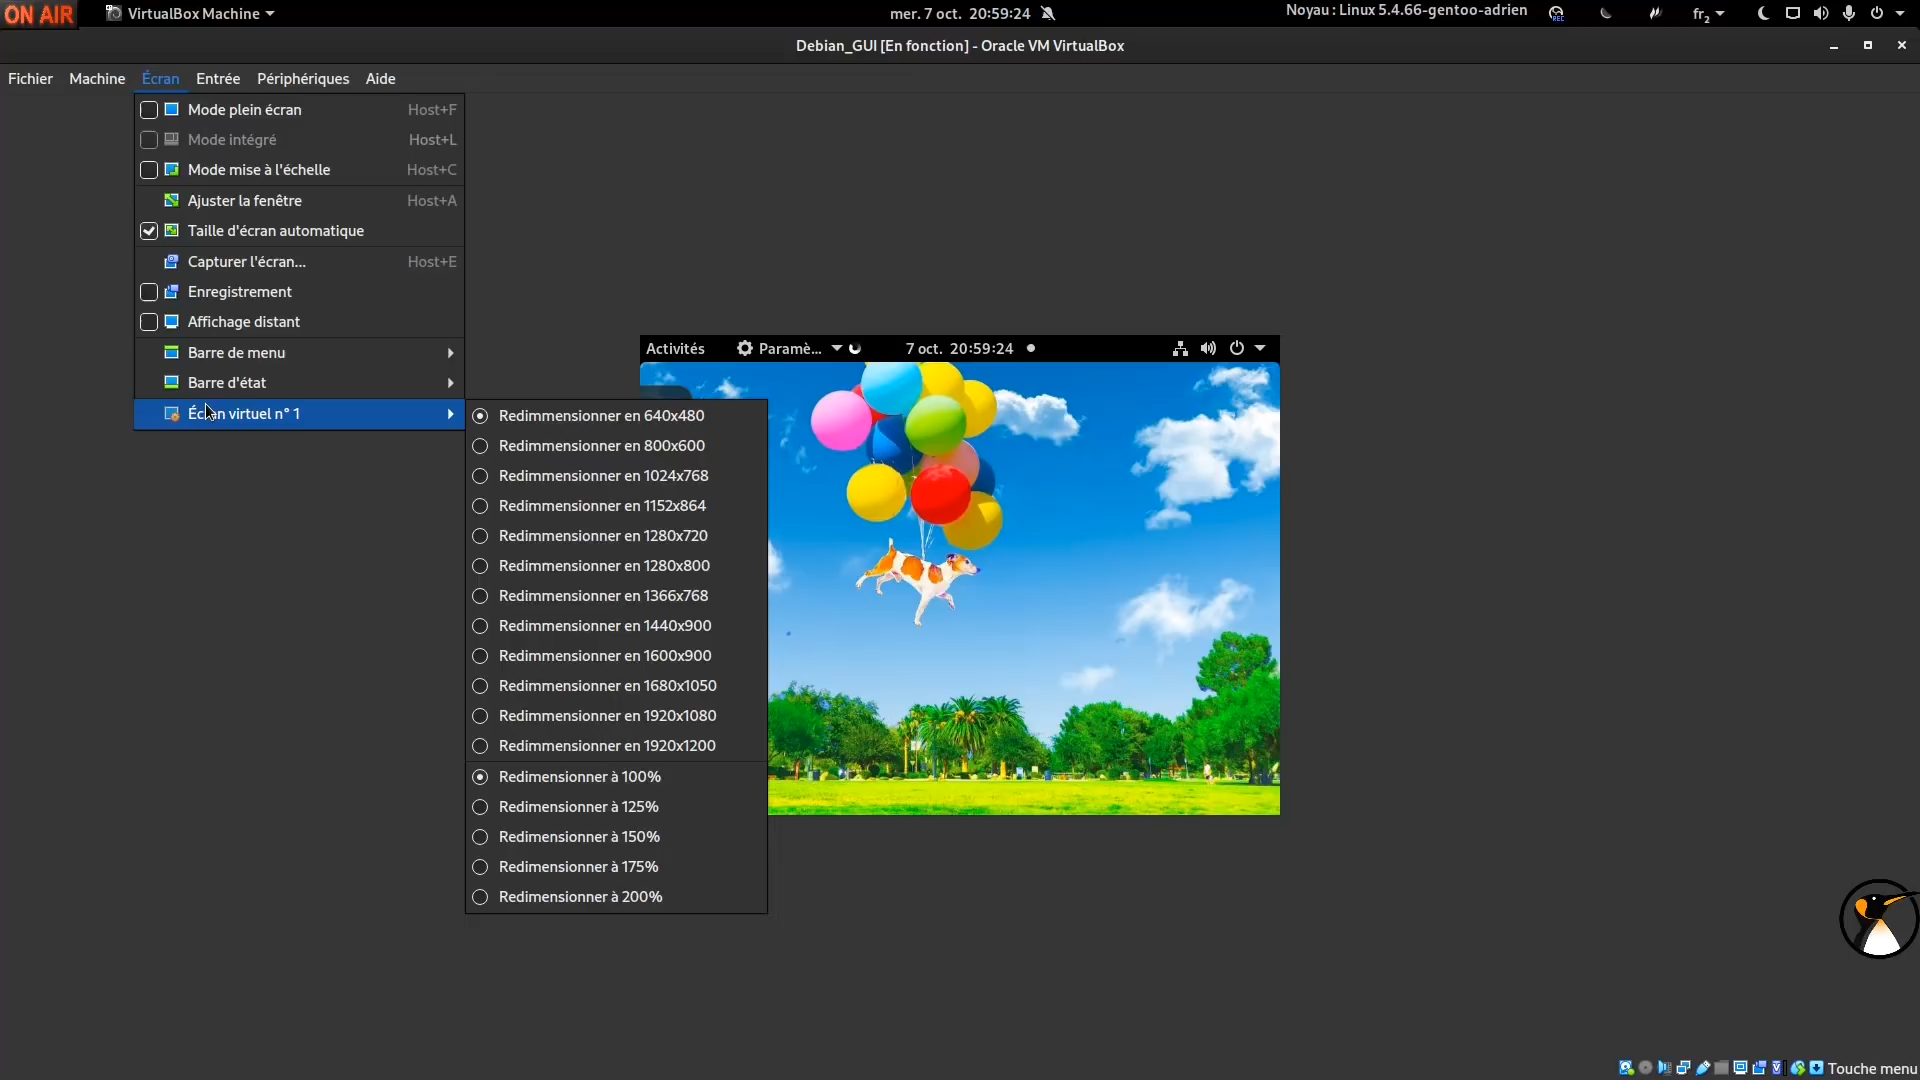 ON AIR
VirtualBox Machine
mer. 7 oct. 20:59:24
Noyau : Linux 5.4.66-gentoo-adrien
REC
fr₂
Debian_GUI [En fonction] - Oracle VM VirtualBox
Fichier Machine Écran Entrée Périphériques Aide
Mode plein écran Host+F
Mode intégré Host+L
Mode mise à l'échelle Host+C
Ajuster la fenêtre Host+A
Taille d'écran automatique
Capturer l'écran... Host+E
Enregistrement
Affichage distant
Barre de menu
Barre d'état
Écran virtuel n° 1
Activités Paramè... 7 oct. 20:59:24
Redimmensionner en 640x480
Redimmensionner en 800x600
Redimmensionner en 1024x768
Redimmensionner en 1152x864
Redimmensionner en 1280x720
Redimmensionner en 1280x800
Redimmensionner en 1366x768
Redimmensionner en 1440x900
Redimmensionner en 1600x900
Redimmensionner en 1680x1050
Redimmensionner en 1920x1080
Redimmensionner en 1920x1200
Redimensionner à 100%
Redimensionner à 125%
Redimensionner à 150%
Redimensionner à 175%
Redimensionner à 200%
Touche menu